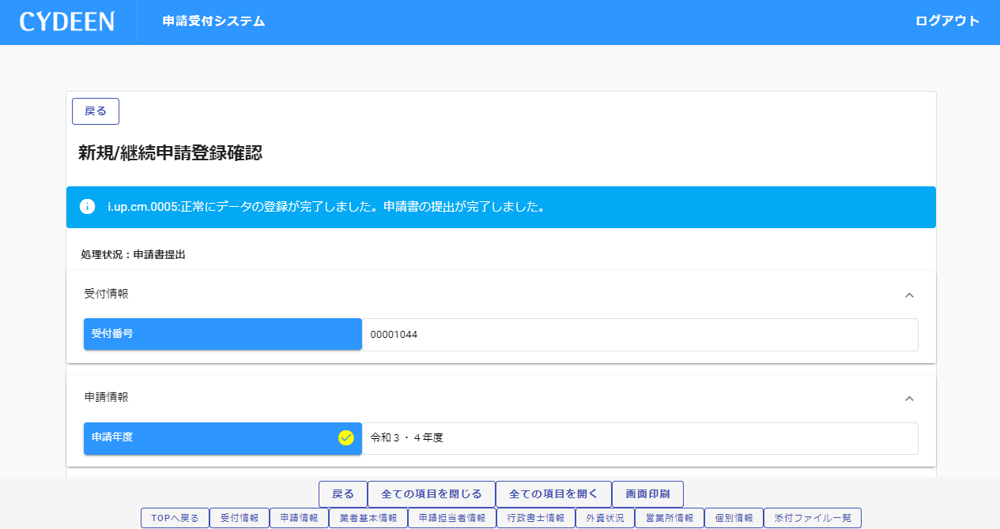 CYDEEN
申請受付システム
ログアウト
戻る
新規/継続申請登録確認
i.up.cm.0005:正常にデータの登録が完了しました。申請書の提出が完了しました。
処理状況：申請書提出
受付情報
受付番号
00001044
申請情報
申請年度
令和３・４年度
戻る
全ての項目を閉じる
全ての項目を開く
画面印刷
TOPへ戻る
受付情報
申請情報
業者基本情報
申請担当者情報
行政書士情報
外資状況
営業所情報
個別情報
添付ファイル一覧